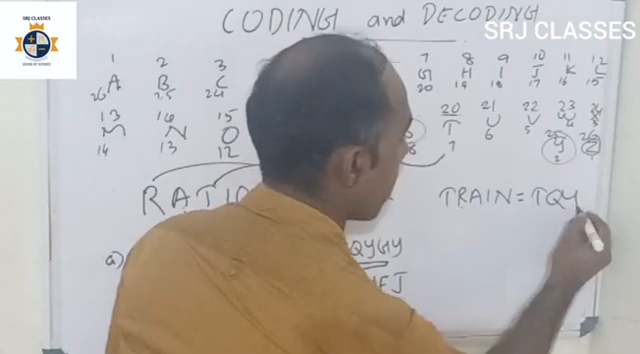 SRJ CLASSES
CODING and DECODING
SRJ CLASSES
1 2 3 7 8 9 10 11 12
A B C G H I J K L
26 25 24 20 19 18 17 16 15
13 14 15 20 21 22 23 24
M N O T U V W X
14 13 12 7 6 5 4 3
25 26
Y Z
2
RATIO
TRAIN = TQY
a)
QYGY